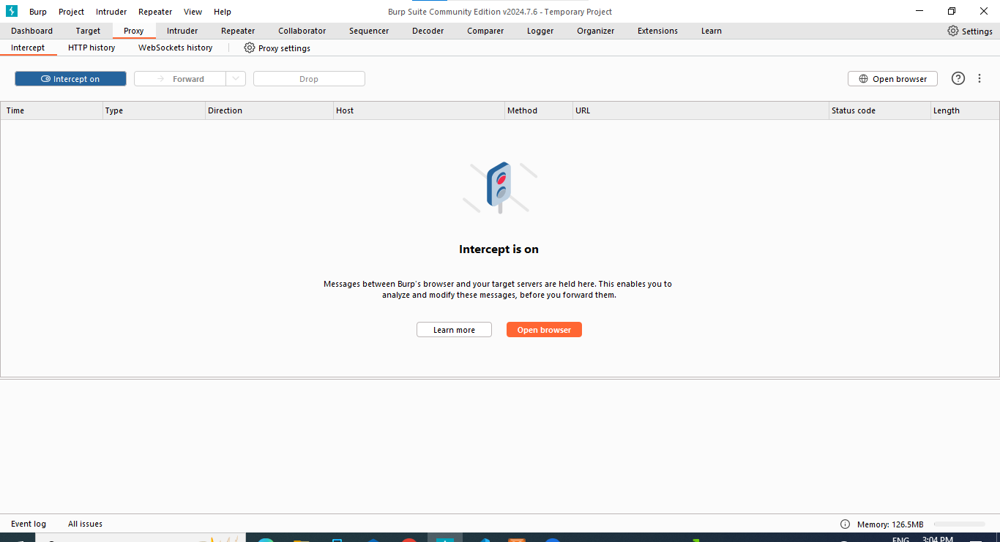 Burp Project Intruder Repeater View Help Burp Suite Community Edition v2024.7.6 - Temporary Project
Dashboard Target Proxy Intruder Repeater Collaborator Sequencer Decoder Comparer Logger Organizer Extensions Learn Settings
Intercept HTTP history WebSockets history Proxy settings
Intercept on Forward Drop Open browser
Time Type Direction Host Method URL Status code Length
Intercept is on
Messages between Burp's browser and your target servers are held here. This enables you to
analyze and modify these messages, before you forward them.
Learn more Open browser
Event log All issues Memory: 126.5MB
ENG 3:04 PM